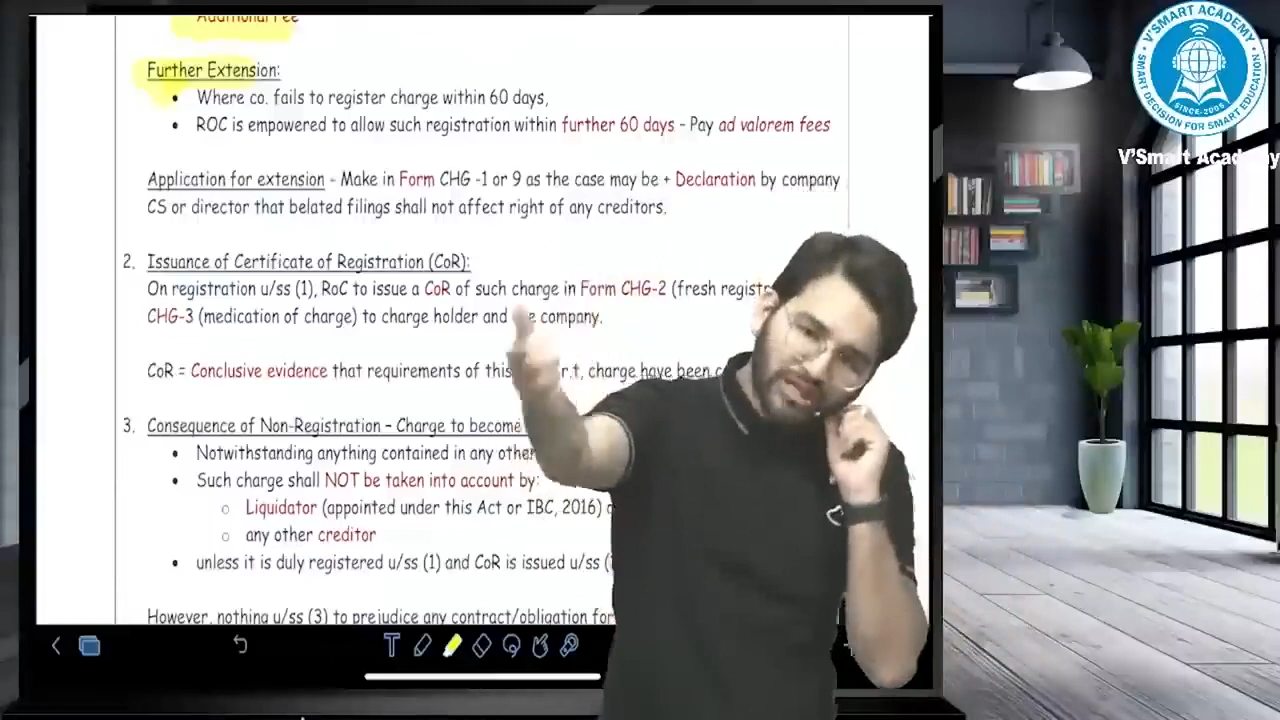 Additional Fee
Further Extension:
• Where co. fails to register charge within 60 days,
• ROC is empowered to allow such registration within further 60 days – Pay ad valorem fees
Application for extension – Make in Form CHG -1 or 9 as the case may be + Declaration by company
CS or director that belated filings shall not affect right of any creditors.
2. Issuance of Certificate of Registration (CoR):
On registration u/ss (1), RoC to issue a CoR of such charge in Form CHG-2 (fresh
CHG-3 (medication of charge) to charge holder and company.
CoR = Conclusive evidence that requirements of this r.t, charge have been
3. Consequence of Non-Registration – Charge to become
• Notwithstanding anything contained in any other
• Such charge shall NOT be taken into account by:
o Liquidator (appointed under this Act or IBC, 2016)
o any other creditor
• unless it is duly registered u/ss (1) and CoR is issued u/ss
However, nothing u/ss (3) to prejudice any contract/obligation for
V'SMART ACADEMY
SMART DECISION FOR SMART EDUCATION
SINCE-2005
V'Smart Academy